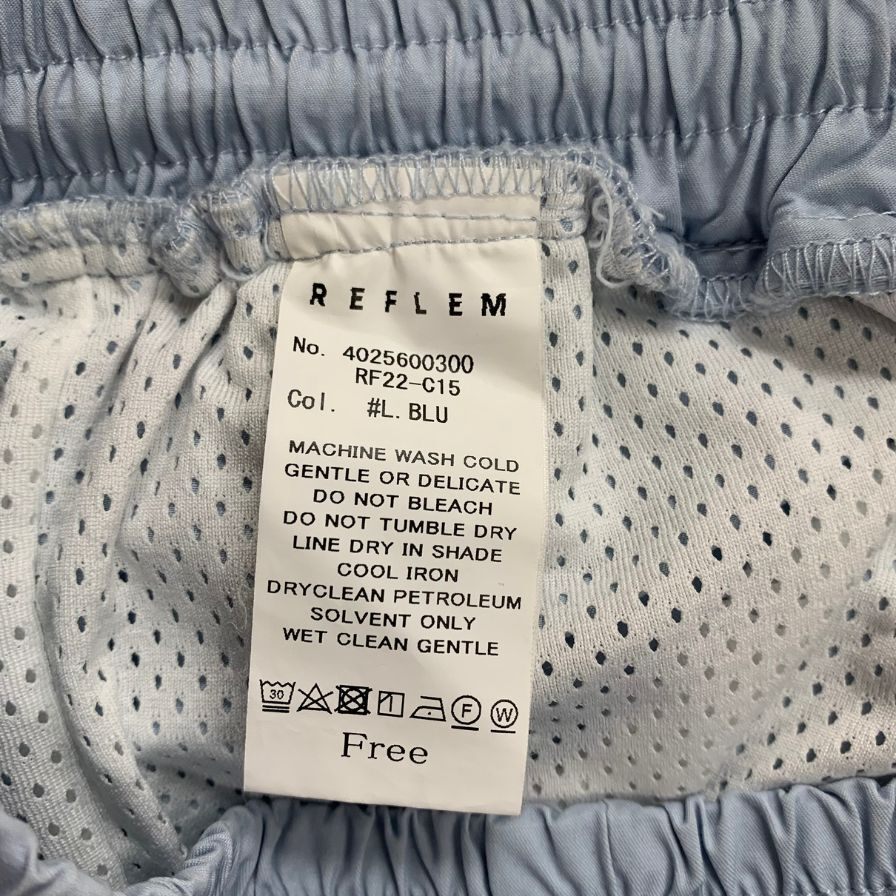 REFLEM
No. 4025600300
RF22-C15
Col. #L.BLU
MACHINE WASH COLD
GENTLE OR DELICATE
DO NOT BLEACH
DO NOT TUMBLE DRY
LINE DRY IN SHADE
COOL IRON
DRYCLEAN PETROLEUM
SOLVENT ONLY
WET CLEAN GENTLE
30 F W
Free